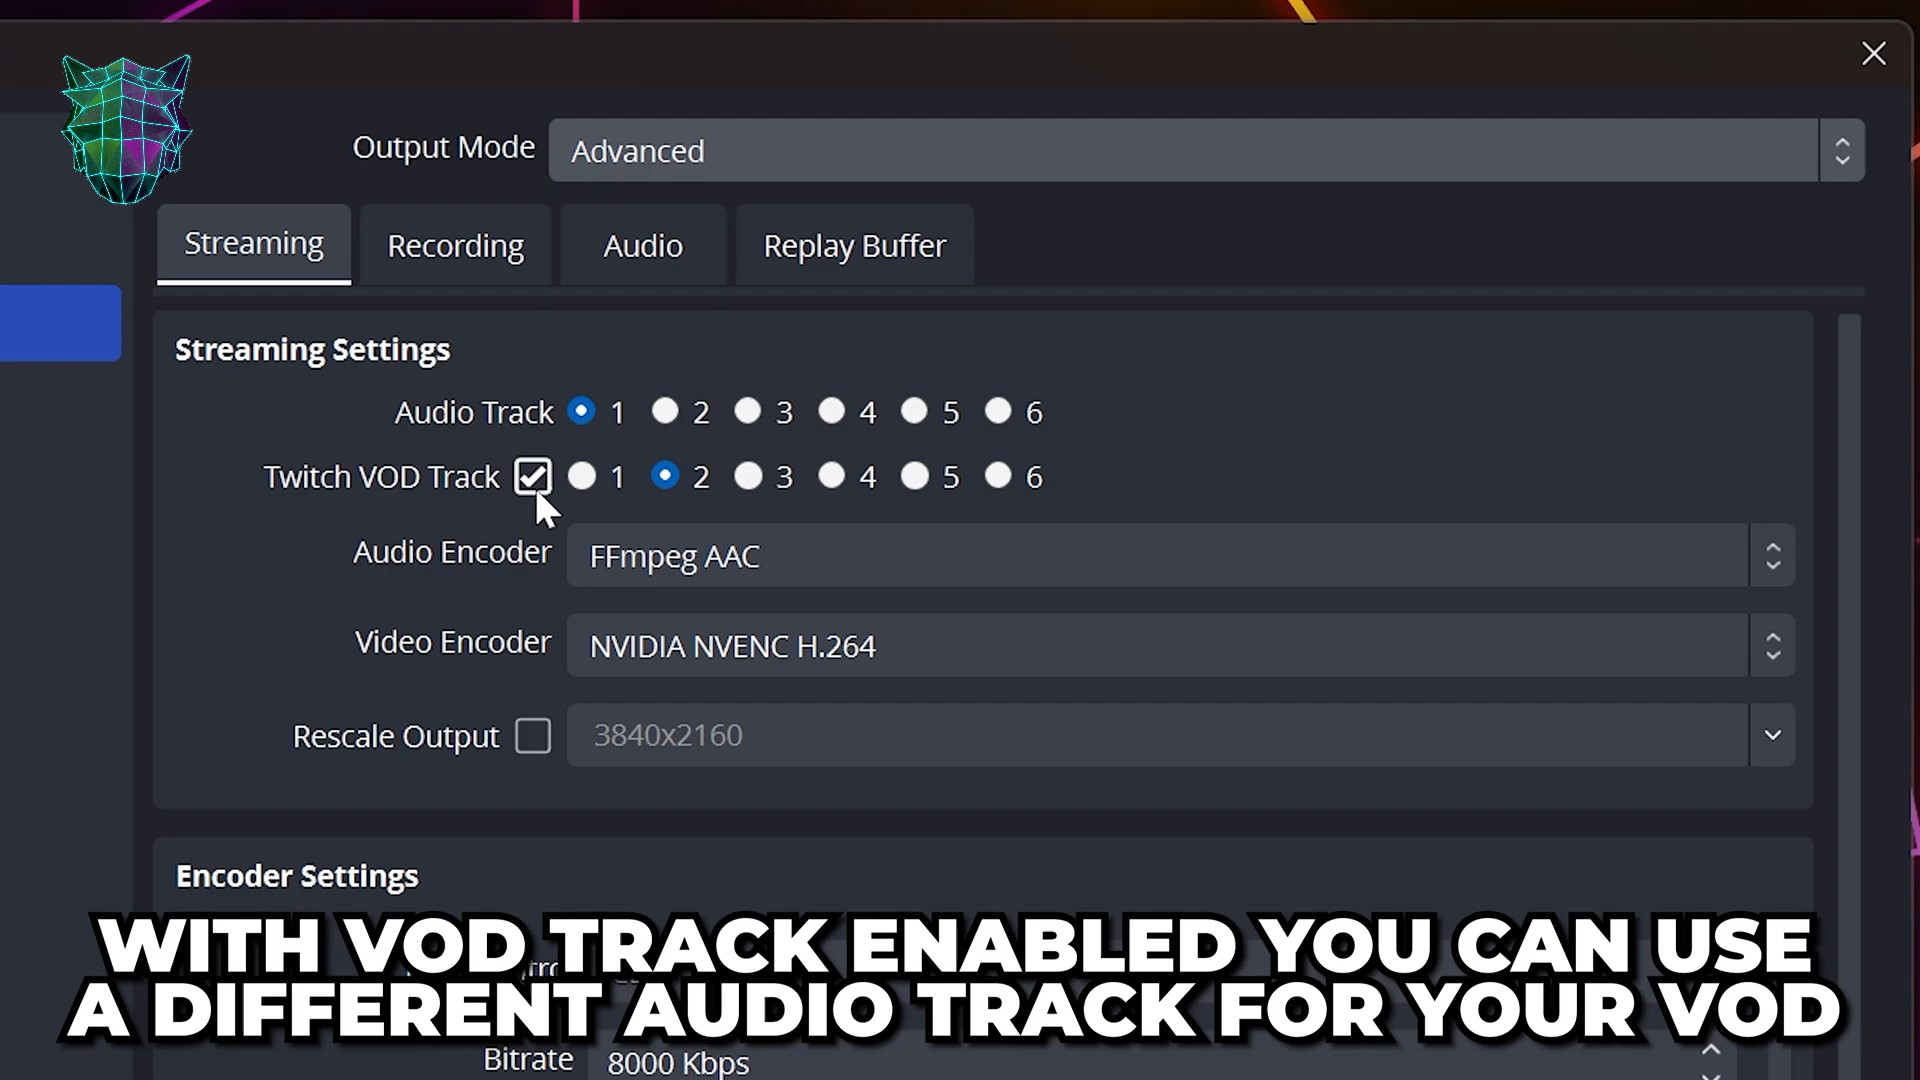 Output Mode Advanced
Streaming Recording Audio Replay Buffer
Streaming Settings
Audio Track 1 2 3 4 5 6
Twitch VOD Track 1 2 3 4 5 6
Audio Encoder FFmpeg AAC
Video Encoder NVIDIA NVENC H.264
Rescale Output 3840x2160
Encoder Settings
WITH VOD TRACK ENABLED YOU CAN USE
A DIFFERENT AUDIO TRACK FOR YOUR VOD
Bitrate 8000 Kbps